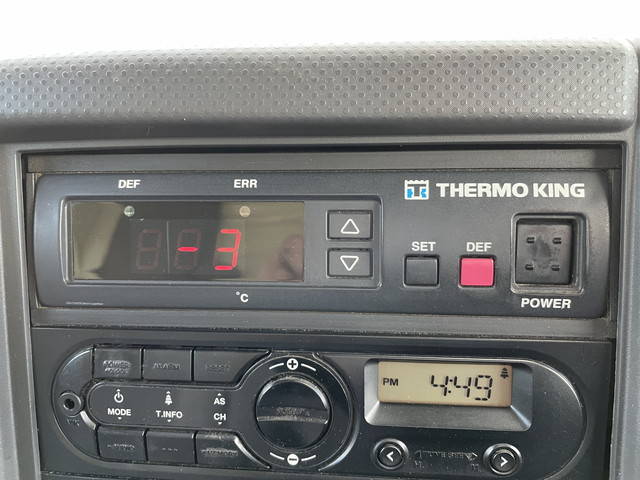 DEF ERR
THERMO KING
-3
SET DEF
°C
POWER
PM 4:49
MODE T.INFO AS
CH